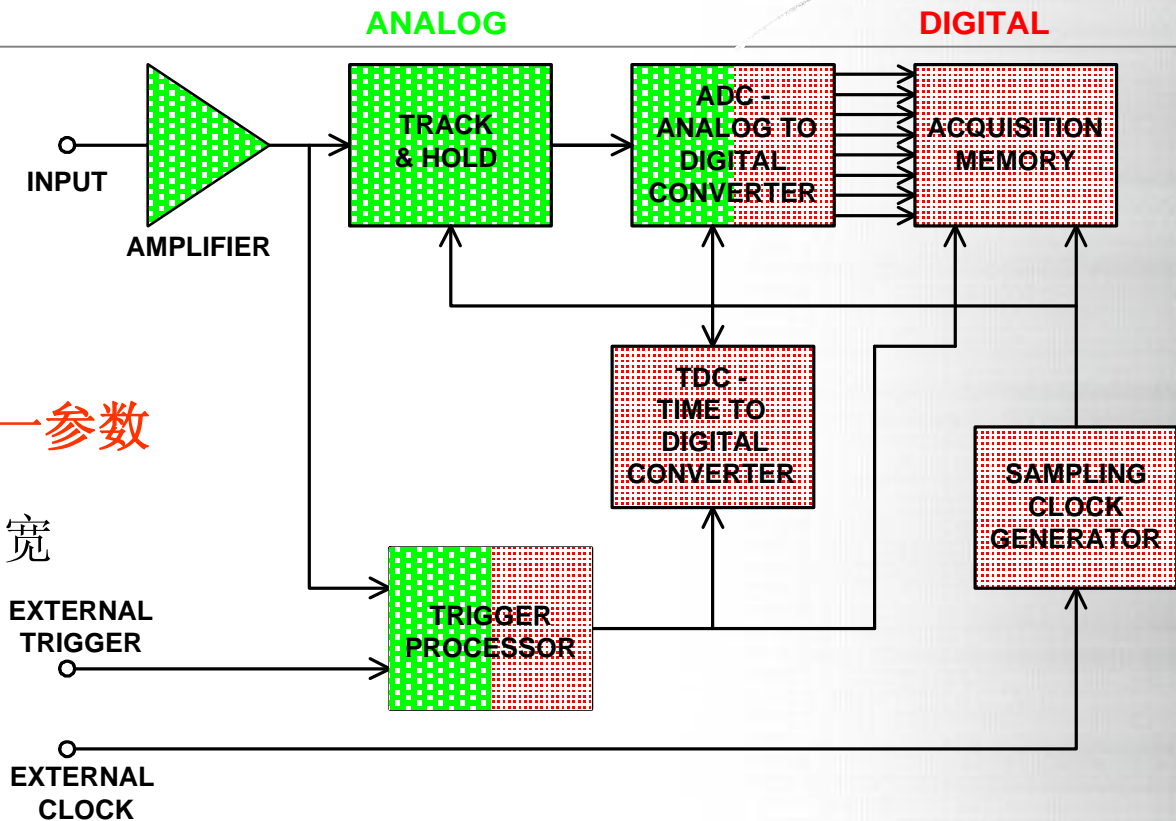 ANALOG
DIGITAL
INPUT
AMPLIFIER
TRACK
& HOLD
ADC -
ANALOG TO
DIGITAL
CONVERTER
ACQUISITION
MEMORY
TDC -
TIME TO
DIGITAL
CONVERTER
SAMPLING
CLOCK
GENERATOR
一参数
宽
EXTERNAL
TRIGGER
TRIGGER
PROCESSOR
EXTERNAL
CLOCK